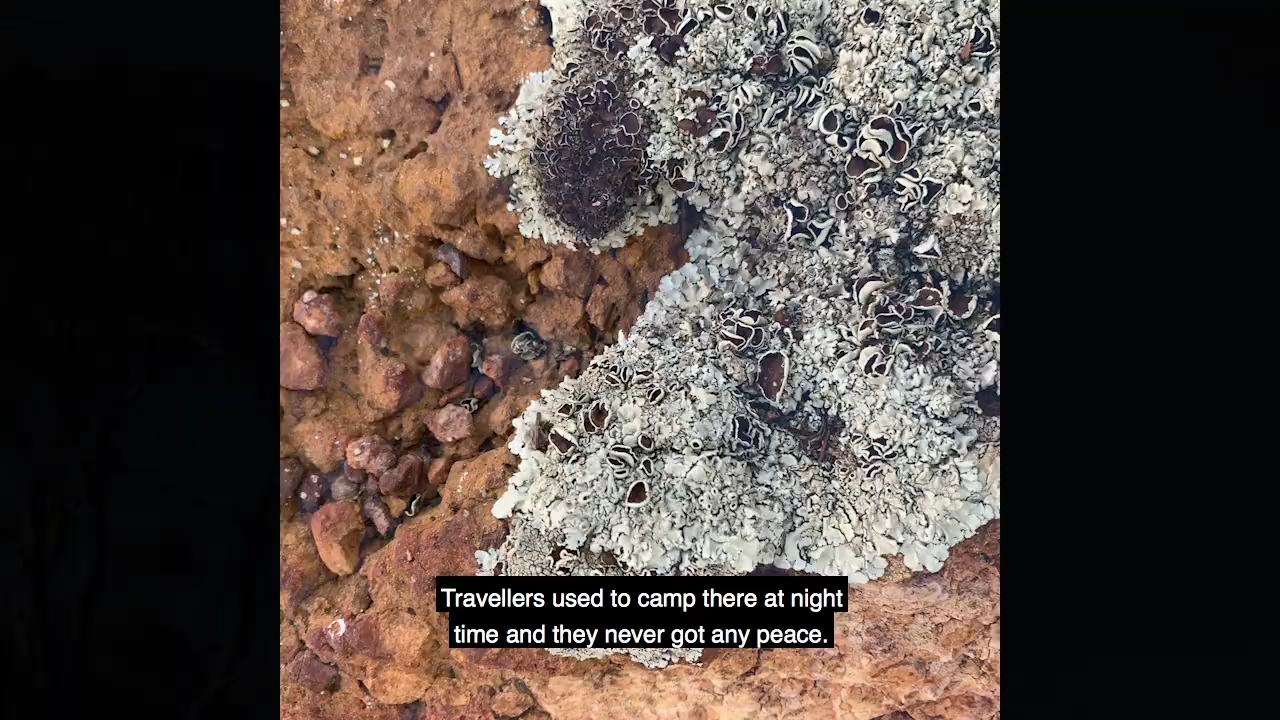 Travellers used to camp there at night
time and they never got any peace.